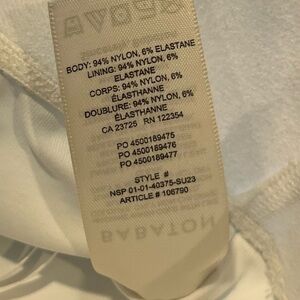 BODY: 94% NYLON, 6% ELASTANE
LINING: 94% NYLON, 6%
ELASTANE
CORPS: 94% NYLON, 6%
ÉLASTHANNE
DOUBLURE: 94% NYLON, 6%
ÉLASTHANNE
CA 23725 RN 122354
PO 4500189475
PO 4500189476
PO 4500189477
STYLE #
NSP 01-01-40375-SU23
ARTICLE # 106790
BABATON